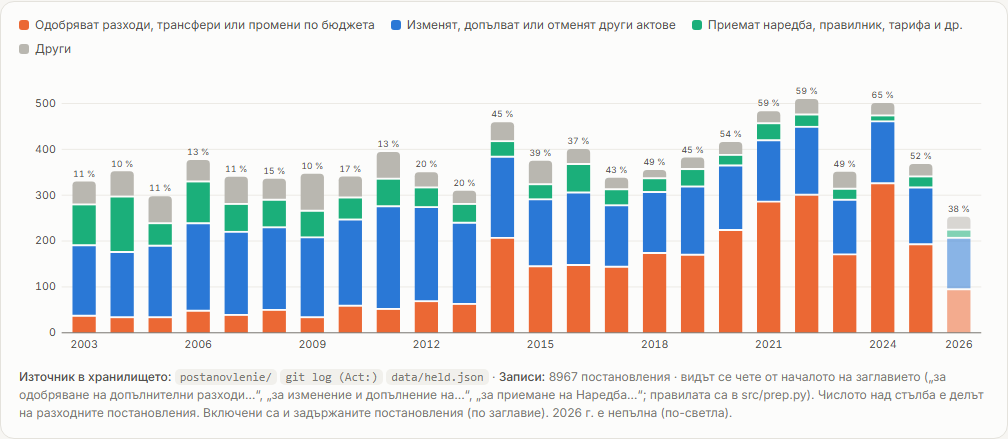 Одобряват разходи, трансфери или промени по бюджета Изменят, допълват или отменят други актове Приемат наредба, правилник, тарифа и др.
Други
500
400
300
200
100
0
11 % 10 % 11 % 13 % 11 % 15 % 10 % 17 % 13 % 20 % 20 % 45 % 39 % 37 % 43 % 49 % 45 % 54 % 59 % 59 % 49 % 65 % 52 % 38 %
2003 2006 2009 2012 2015 2018 2021 2024 2026
Източник в хранилището: postanovlenie/ git log (Act:) data/held.json · Записи: 8967 постановления · видът се чете от началото на заглавието („за
одобряване на допълнителни разходи…“, „за изменение и допълнение на…“, „за приемане на Наредба…“; правилата са в src/prep.py). Числото над стълба е делът
на разходните постановления. Включени са и задържаните постановления (по заглавие). 2026 г. е непълна (по-светла).